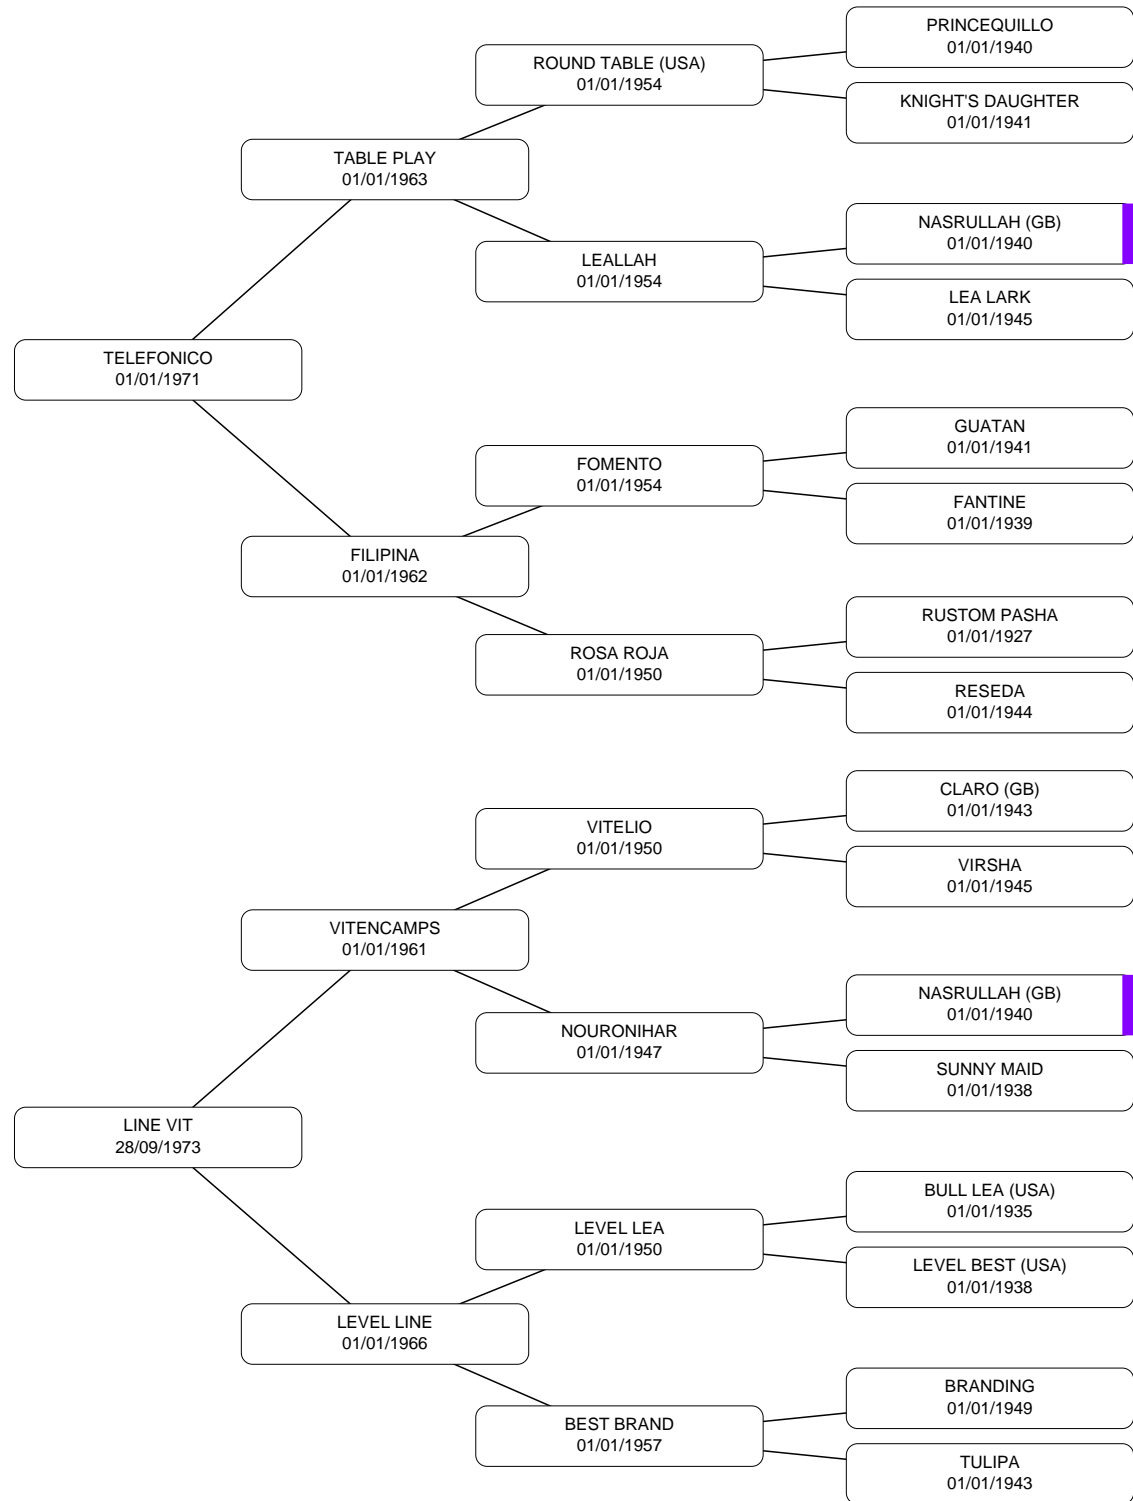 PRINCEQUILLO
01/01/1940
ROUND TABLE (USA)
01/01/1954
KNIGHT'S DAUGHTER
01/01/1941
TABLE PLAY
01/01/1963
NASRULLAH (GB)
01/01/1940
LEALLAH
01/01/1954
LEA LARK
01/01/1945
TELEFONICO
01/01/1971
GUATAN
01/01/1941
FOMENTO
01/01/1954
FANTINE
01/01/1939
FILIPINA
01/01/1962
RUSTOM PASHA
01/01/1927
ROSA ROJA
01/01/1950
RESEDA
01/01/1944
CLARO (GB)
01/01/1943
VITELIO
01/01/1950
VIRSHA
01/01/1945
VITENCAMPS
01/01/1961
NASRULLAH (GB)
01/01/1940
NOURONIHAR
01/01/1947
SUNNY MAID
01/01/1938
LINE VIT
28/09/1973
BULL LEA (USA)
01/01/1935
LEVEL LEA
01/01/1950
LEVEL BEST (USA)
01/01/1938
LEVEL LINE
01/01/1966
BRANDING
01/01/1949
BEST BRAND
01/01/1957
TULIPA
01/01/1943